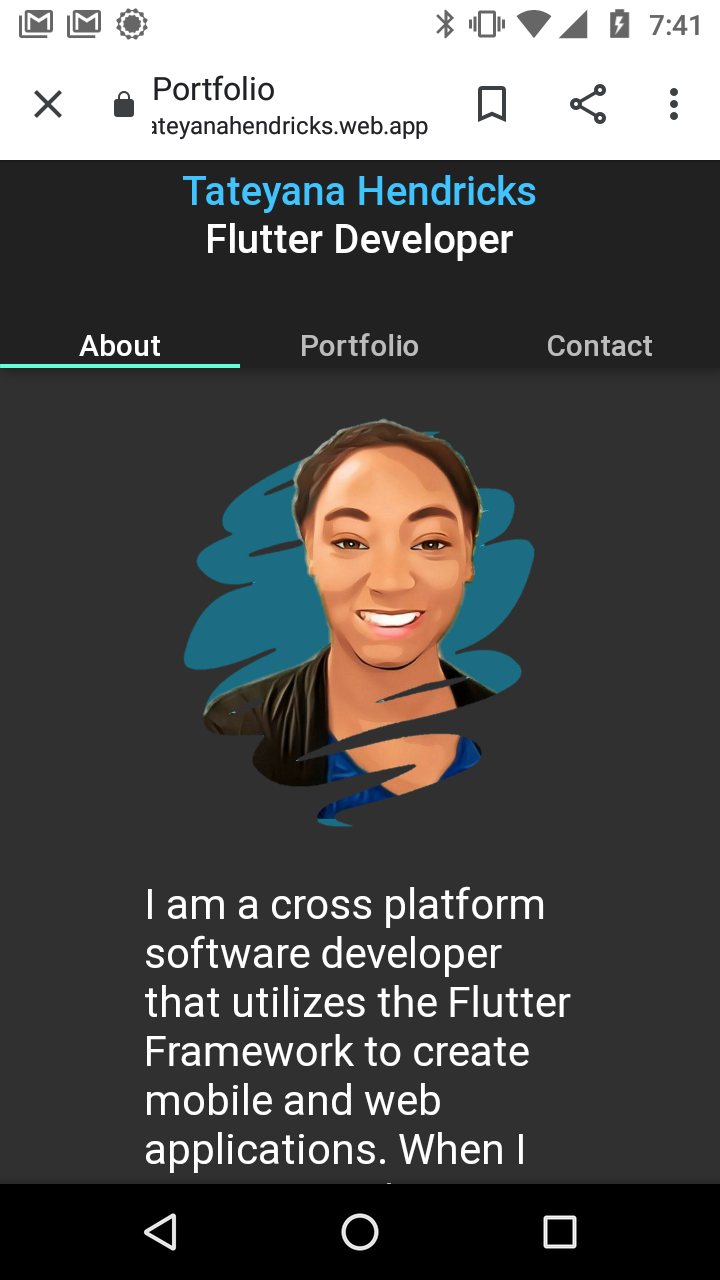 7:41
Portfolio
ateyanahendricks.web.app
Tateyana Hendricks
Flutter Developer
About Portfolio Contact
I am a cross platform
software developer
that utilizes the Flutter
Framework to create
mobile and web
applications. When I